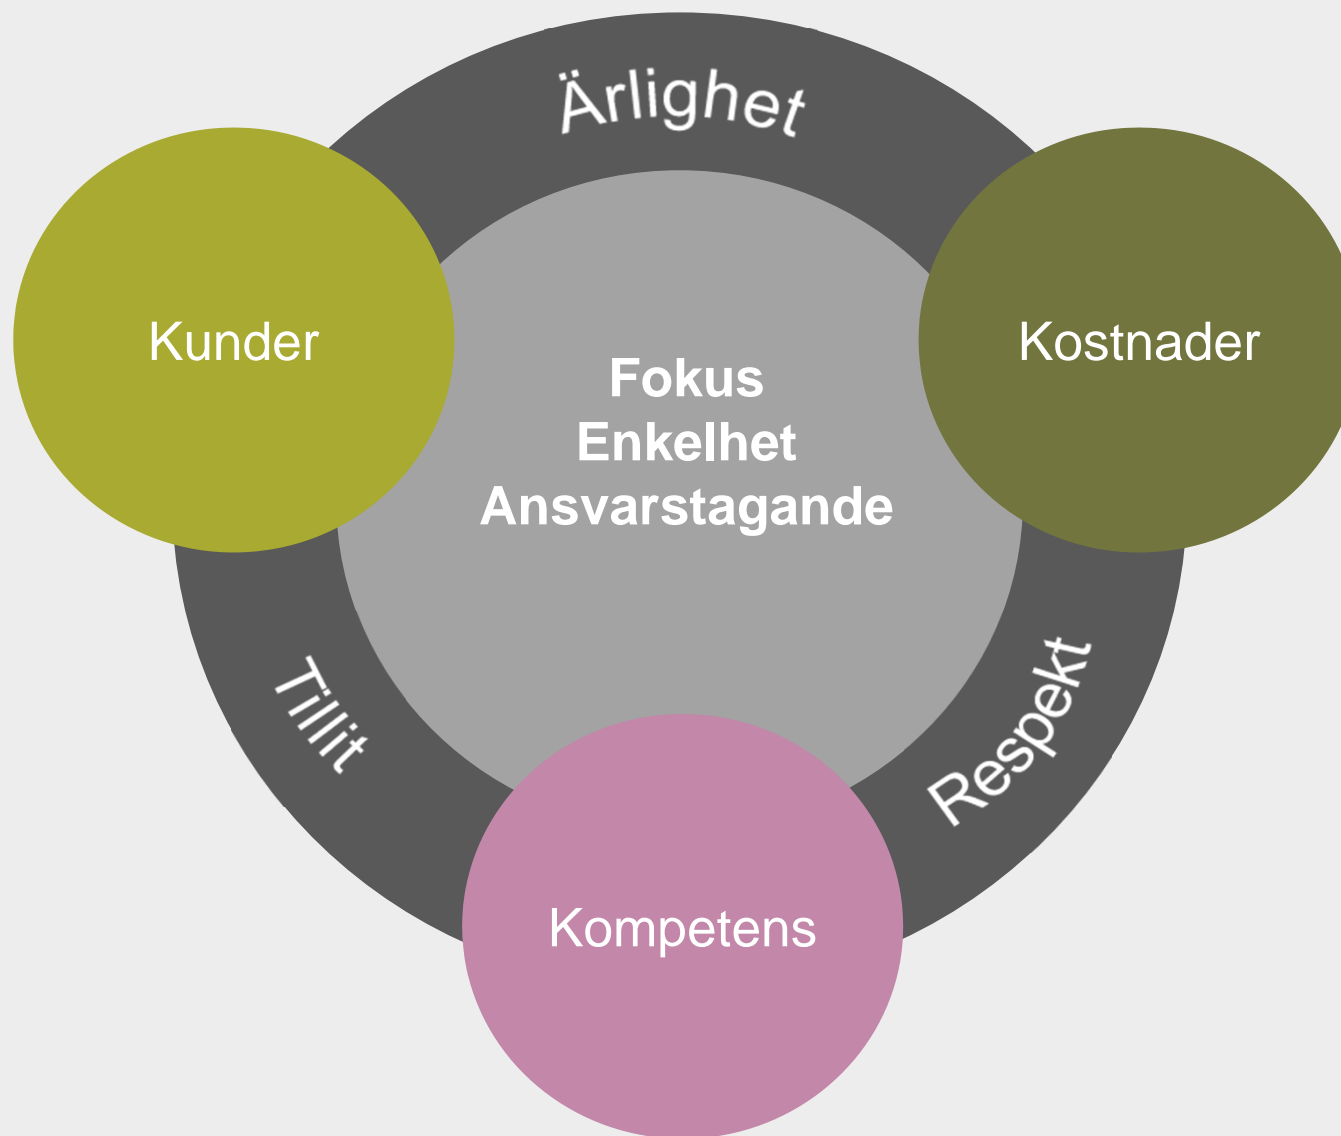 Ärlighet
Kunder
Kostnader
Fokus
Enkelhet
Ansvarstagande
Tillit
Respekt
Kompetens